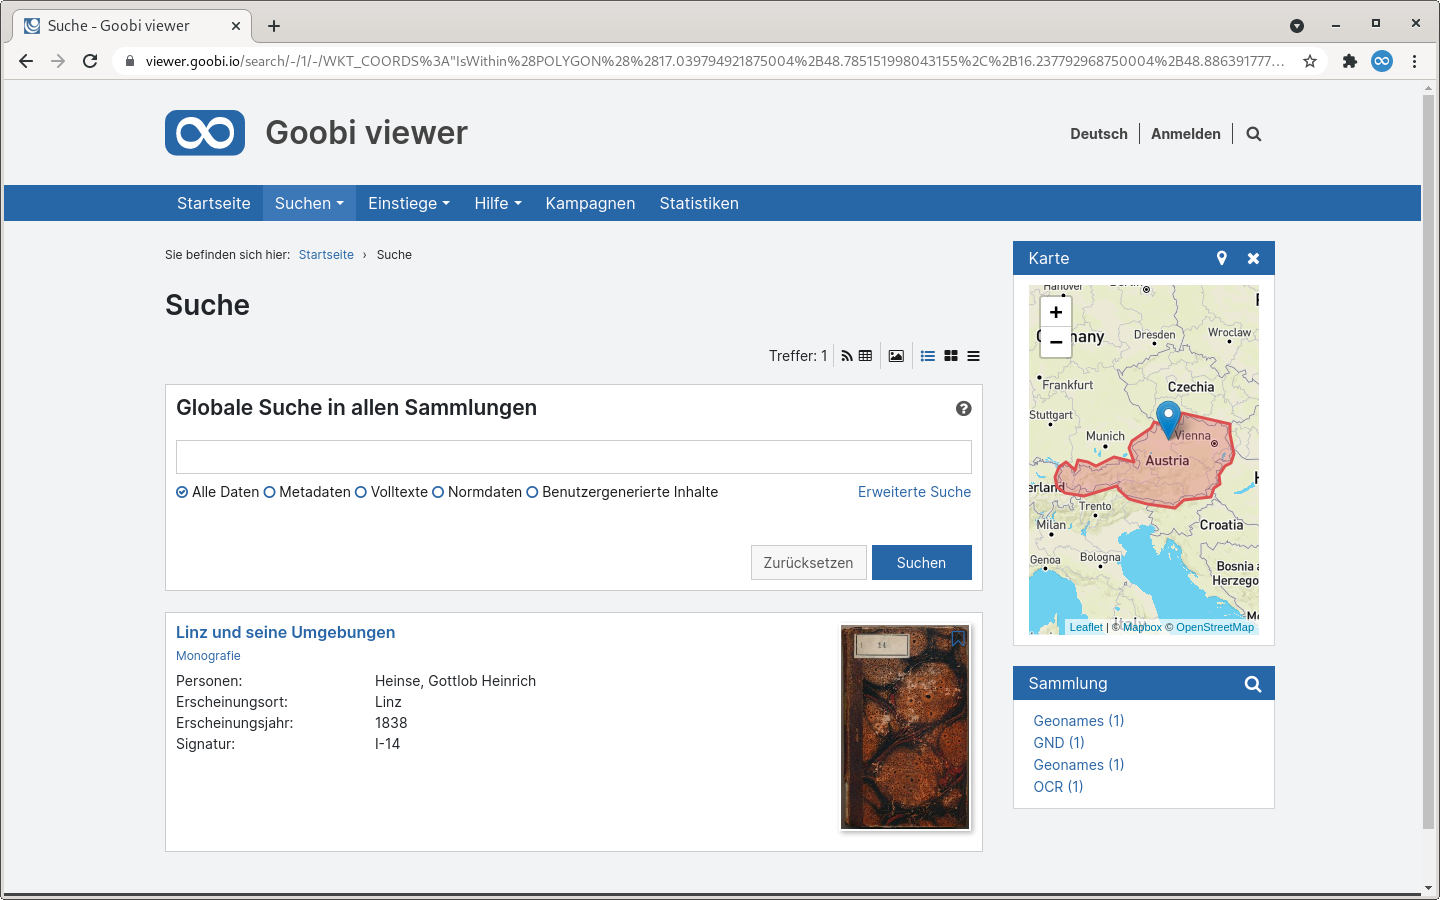 Suche - Goobi viewer
viewer.goobi.io/search/-/1/-/WKT_COORDS%3A"IsWithin%28POLYGON%28%2817.039794921875004%2B48.785151998043155%2C%2B16.237792968750004%2B48.886391777...
Goobi viewer
Deutsch
Anmelden
Startseite
Suchen
Einstiege
Hilfe
Kampagnen
Statistiken
Sie befinden sich hier: Startseite › Suche
Suche
Treffer: 1
Globale Suche in allen Sammlungen
Alle Daten Metadaten Volltexte Normdaten Benutzergenerierte Inhalte
Erweiterte Suche
Zurücksetzen
Suchen
Linz und seine Umgebungen
Monografie
Personen: Heinse, Gottlob Heinrich
Erscheinungsort: Linz
Erscheinungsjahr: 1838
Signatur: I-14
14
Karte
Hanover
+
−
Dresden
Wroclaw
Frankfurt
Czechia
Stuttgart
Munich
Vienna
Austria
Trento
Milan
Croatia
Genoa
Bologna
Bosnia
Leaflet | © Mapbox © OpenStreetMap
Sammlung
Geonames (1)
GND (1)
Geonames (1)
OCR (1)